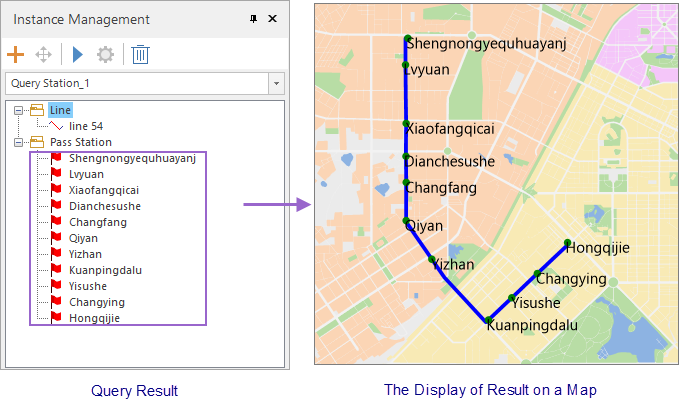 Instance Management
Query Station_1
Line
line 54
Pass Station
Shengnongyequhuayanj
Lvyuan
Xiaofangqicai
Dianchesushe
Changfang
Qiyan
Yizhan
Kuanpingdalu
Yisushe
Changying
Hongqijie
Query Result
Shengnongyequhuayanj
Lvyuan
Xiaofangqicai
Dianchesushe
Changfang
Qiyan
Hongqijie
Yizhan
Changying
Yisushe
Kuanpingdalu
The Display of Result on a Map